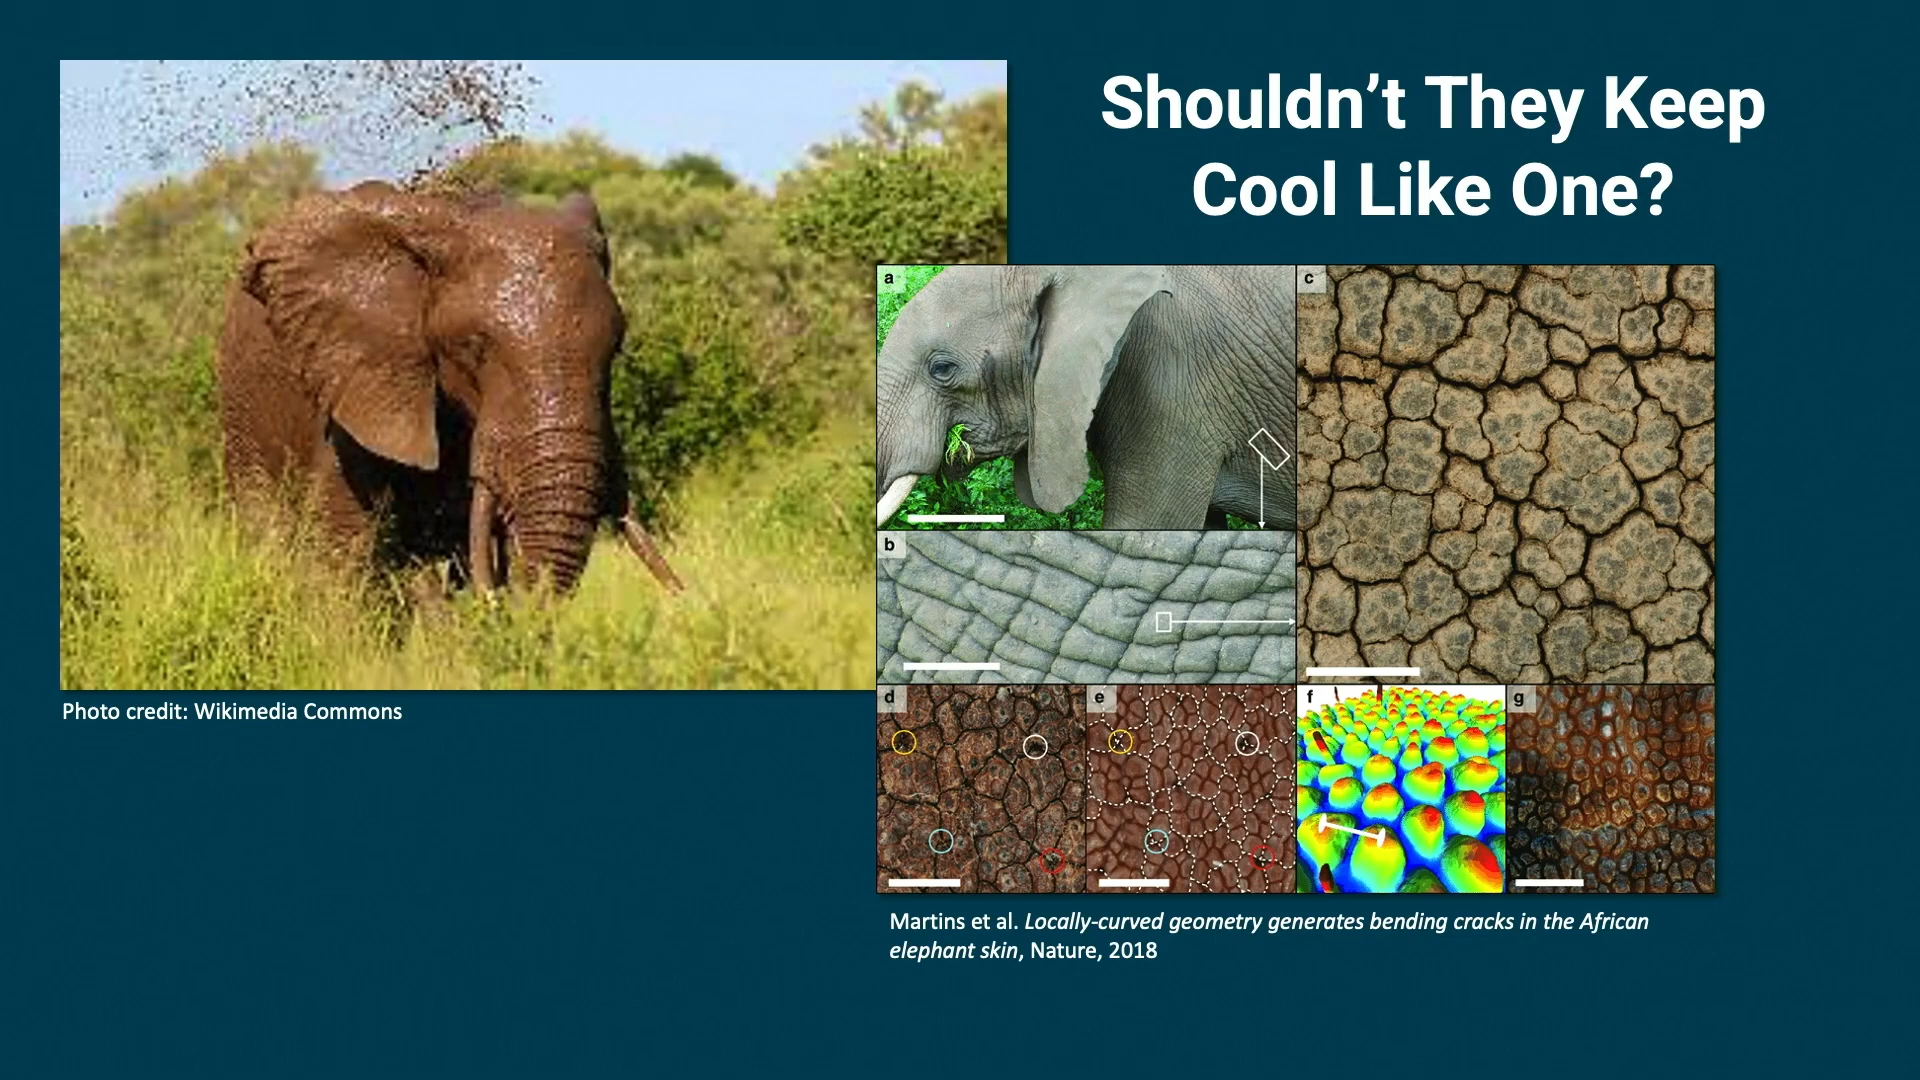 Shouldn’t They Keep
Cool Like One?
a
c
b
d
e
f
g
Photo credit: Wikimedia Commons
Martins et al. Locally-curved geometry generates bending cracks in the African
elephant skin, Nature, 2018